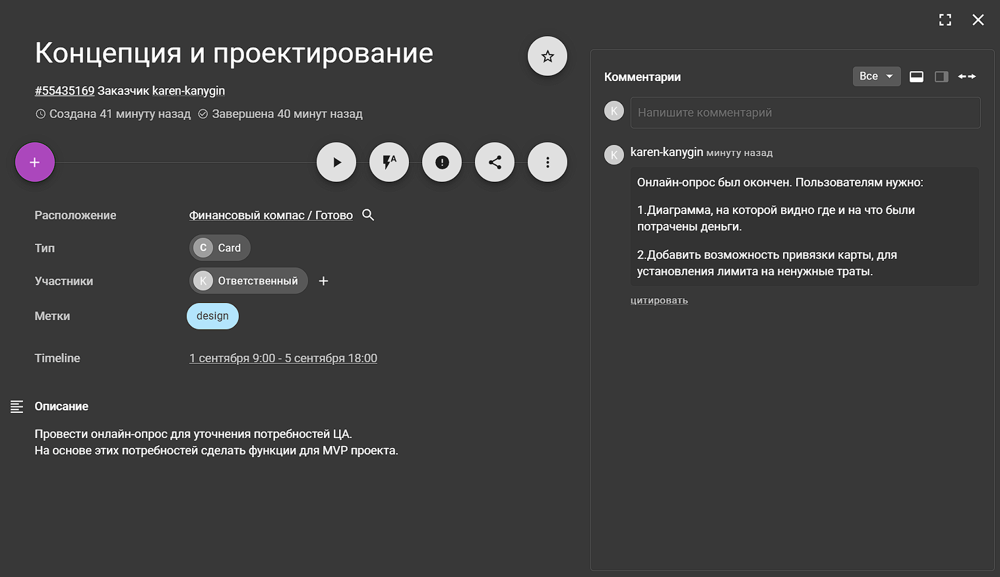 Концепция и проектирование
#55435169 Заказчик karen-kanygin
Создана 41 минуту назад Завершена 40 минут назад
Расположение
Финансовый компас / Готово
Тип
C Card
Участники
K Ответственный
Метки
design
Timeline
1 сентября 9:00 - 5 сентября 18:00
Описание
Провести онлайн-опрос для уточнения потребностей ЦА.
На основе этих потребностей сделать функции для MVP проекта.
Комментарии
Все
K
Напишите комментарий
K
karen-kanygin минуту назад
Онлайн-опрос был окончен. Пользователям нужно:
1.Диаграмма, на которой видно где и на что были
потрачены деньги.
2.Добавить возможность привязки карты, для
установления лимита на ненужные траты.
цитировать